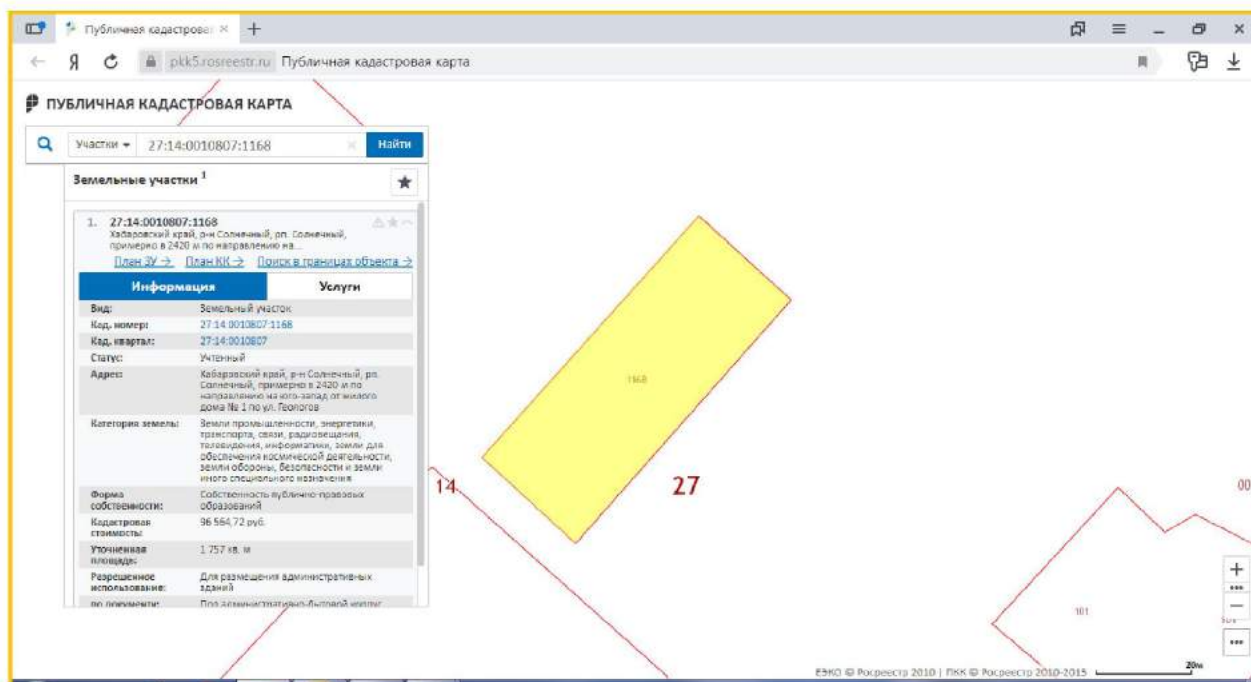 Публичная кадастровая
pkk5.rosreestr.ru Публичная кадастровая карта
ПУБЛИЧНАЯ КАДАСТРОВАЯ КАРТА
Участки 27:14:0010807:1168 Найти
Земельные участки 1
1. 27:14:0010807:1168
Хабаровский край, р-н Солнечный, рп. Солнечный,
примерно в 2420 м по направлению на...
План ЗУ → План КК → Поиск в границах объекта →
Информация Услуги
Вид: Земельный участок
Кад. номер: 27:14:0010807:1168
Кад. квартал: 27:14:0010807
Статус: Учтенный
Адрес: Хабаровский край, р-н Солнечный, рп.
Солнечный, примерно в 2420 м по
направлению на юго-запад от жилого
дома № 1 по ул. Геологов
Категория земель: Земли промышленности, энергетики,
транспорта, связи, радиовещания,
телевидения, информатики, земли для
обеспечения космической деятельности,
земли обороны, безопасности и земли
иного специального назначения
Форма собственности: Собственность публично-правовых
образований
Кадастровая стоимость: 96 564,72 руб.
Уточненная площадь: 1 757 кв. м
Разрешенное использование: Для размещения административных
зданий
по документу: Под административно-бытовой корпус
1168
14
27
00
101
20м
ЕЭКО © Росреестр 2010 | ПКК © Росреестр 2010-2015